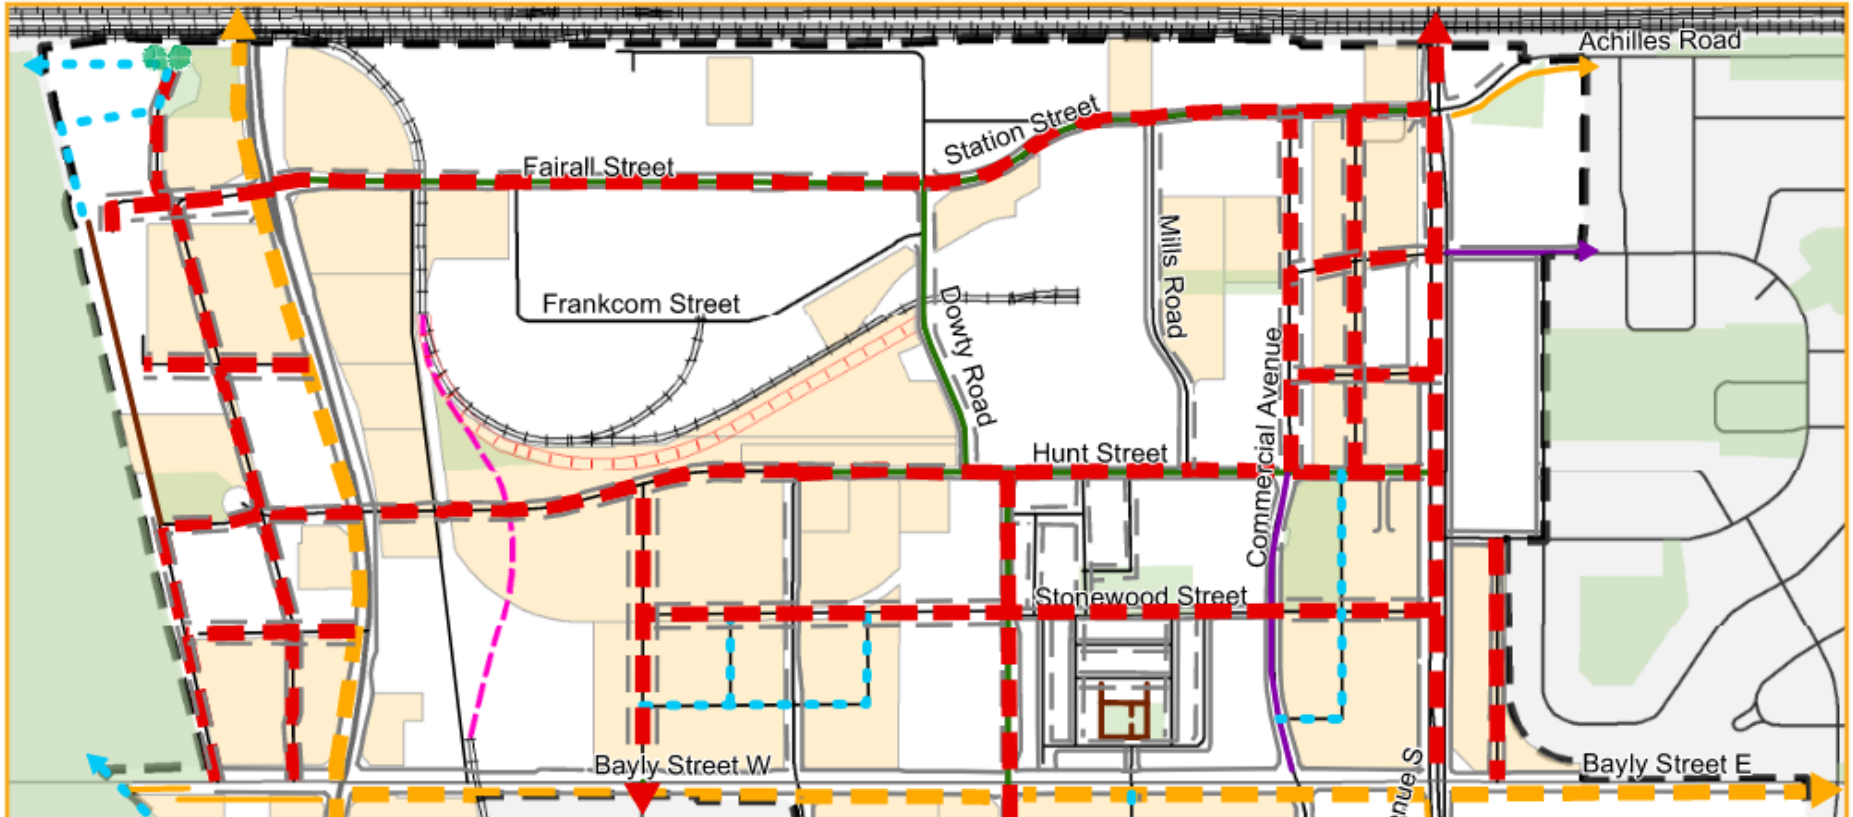 Achilles Road
Station Street
Fairall Street
Mills Road
Frankcom Street
Dowty Road
Commercial Avenue
Hunt Street
Stonewood Street
Bayly Street W
Bayly Street E